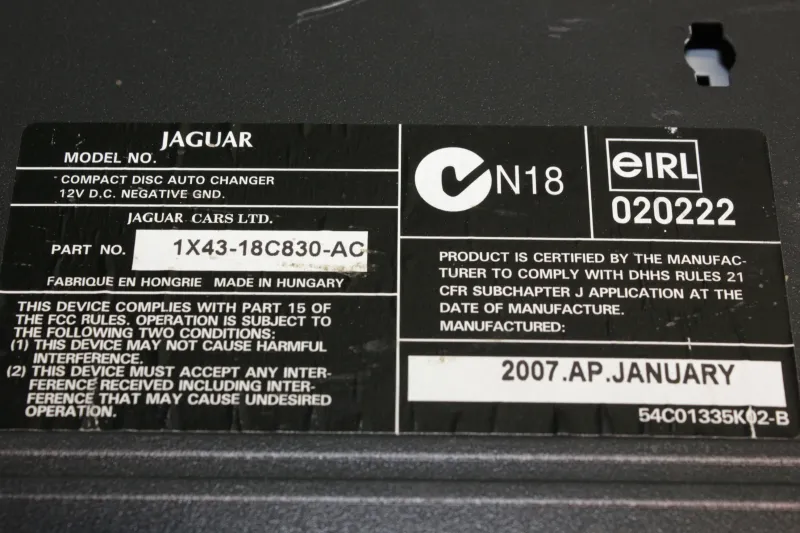 JAGUAR
MODEL NO.
COMPACT DISC AUTO CHANGER
12V D.C. NEGATIVE GND.
JAGUAR CARS LTD.
PART NO. 1X43-18C830-AC
FABRIQUE EN HONGRIE MADE IN HUNGARY
THIS DEVICE COMPLIES WITH PART 15 OF
THE FCC RULES. OPERATION IS SUBJECT TO
THE FOLLOWING TWO CONDITIONS:
(1) THIS DEVICE MAY NOT CAUSE HARMFUL
INTERFERENCE.
(2) THIS DEVICE MUST ACCEPT ANY INTER-
FERENCE RECEIVED INCLUDING INTER-
FERENCE THAT MAY CAUSE UNDESIRED
OPERATION.
N18
eIRL
020222
PRODUCT IS CERTIFIED BY THE MANUFAC-
TURER TO COMPLY WITH DHHS RULES 21
CFR SUBCHAPTER J APPLICATION AT THE
DATE OF MANUFACTURE.
MANUFACTURED:
2007.AP.JANUARY
54C01335K02-B